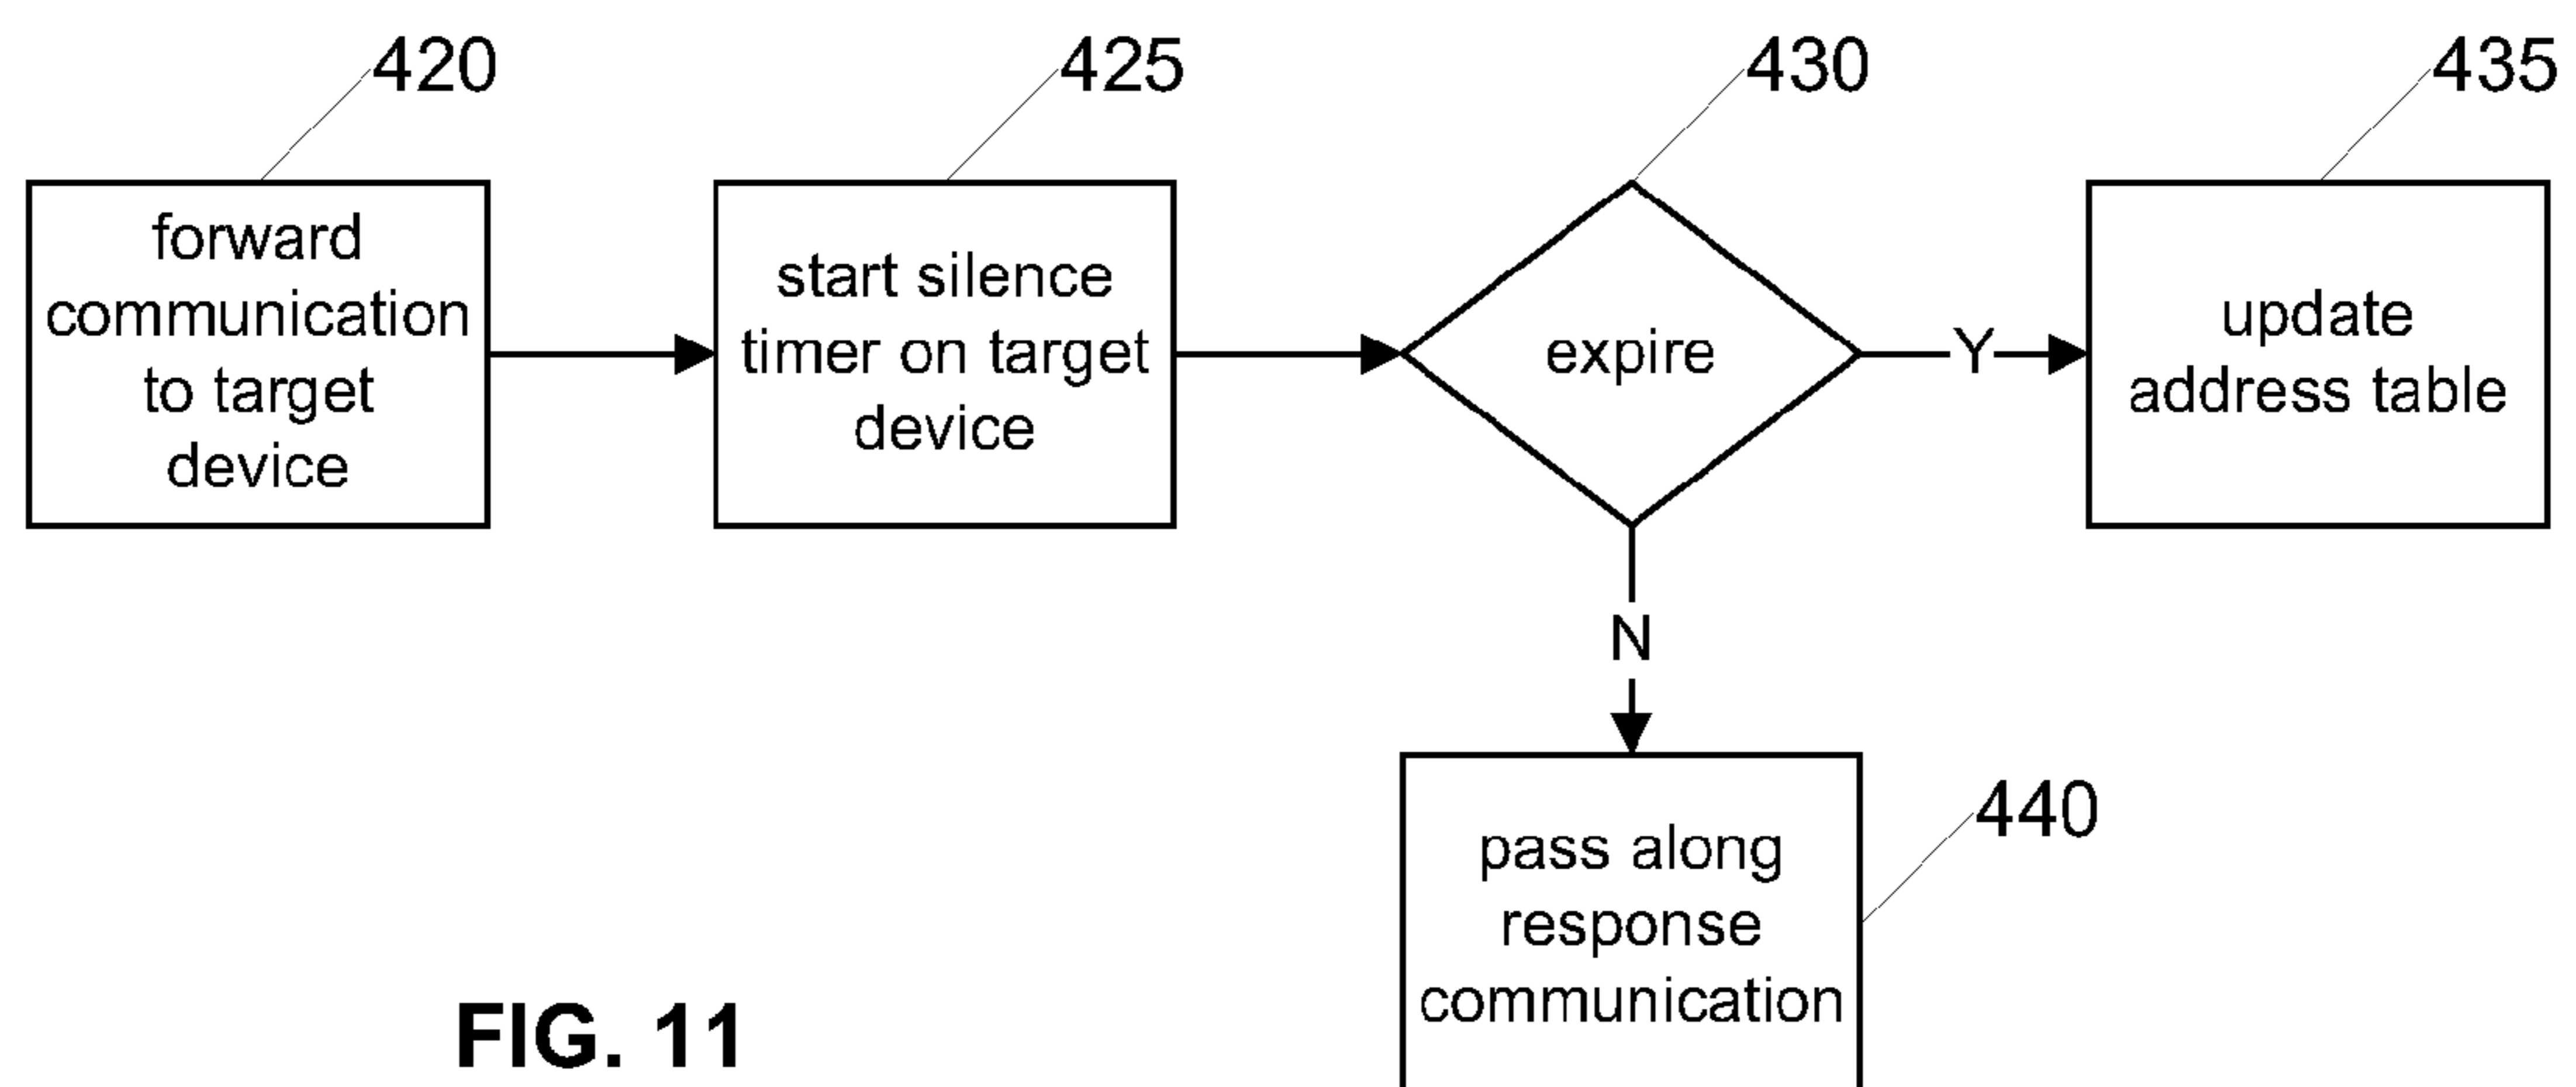 420
425
430
435
forward
communication
to target
device
start silence
timer on target
device
expire
Y
update
address table
N
pass along
response
communication
440
FIG. 11